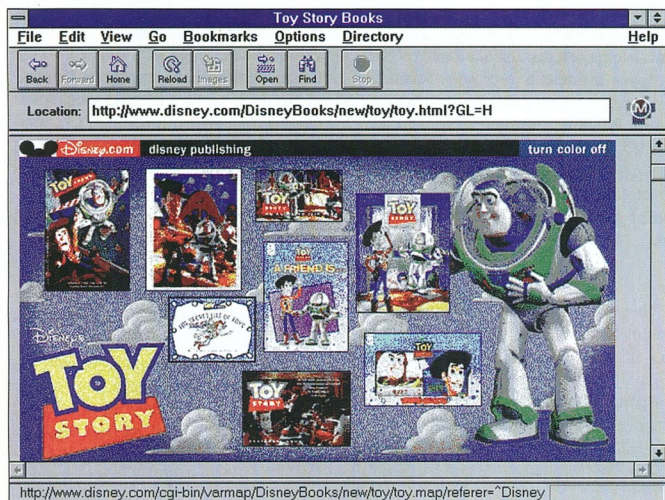 Toy Story Books
File Edit View Go Bookmarks Options Directory Help
Back Forward Home Reload Images Open Find Stop
Location: http://www.disney.com/DisneyBooks/new/toy/toy.html?GL=H
M
Disney.com disney publishing turn color off
TOY STORY
TOY STORY
TOY STORY
A FRIEND IS...
DISNEY'S
TOY
STORY
TOY
STORY
http://www.disney.com/cgi-bin/varmap/DisneyBooks/new/toy/toy.map/referer=^Disney